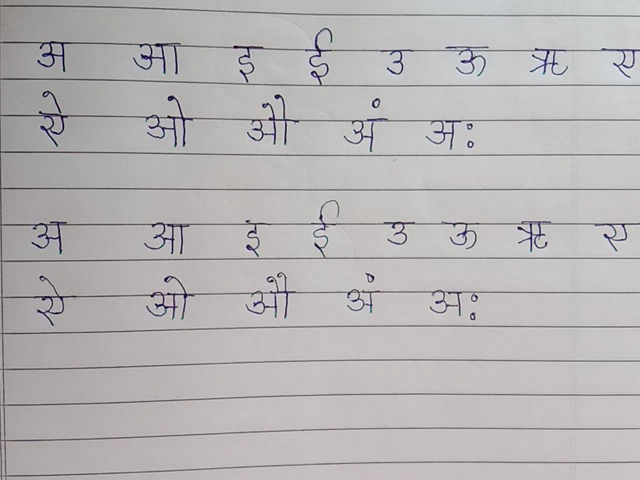 अ आ इ ई उ ऊ ऋ ए
ऐ ओ औ अं अः
अ आ इ ई उ ऊ ऋ ए
ऐ ओ औ अं अः